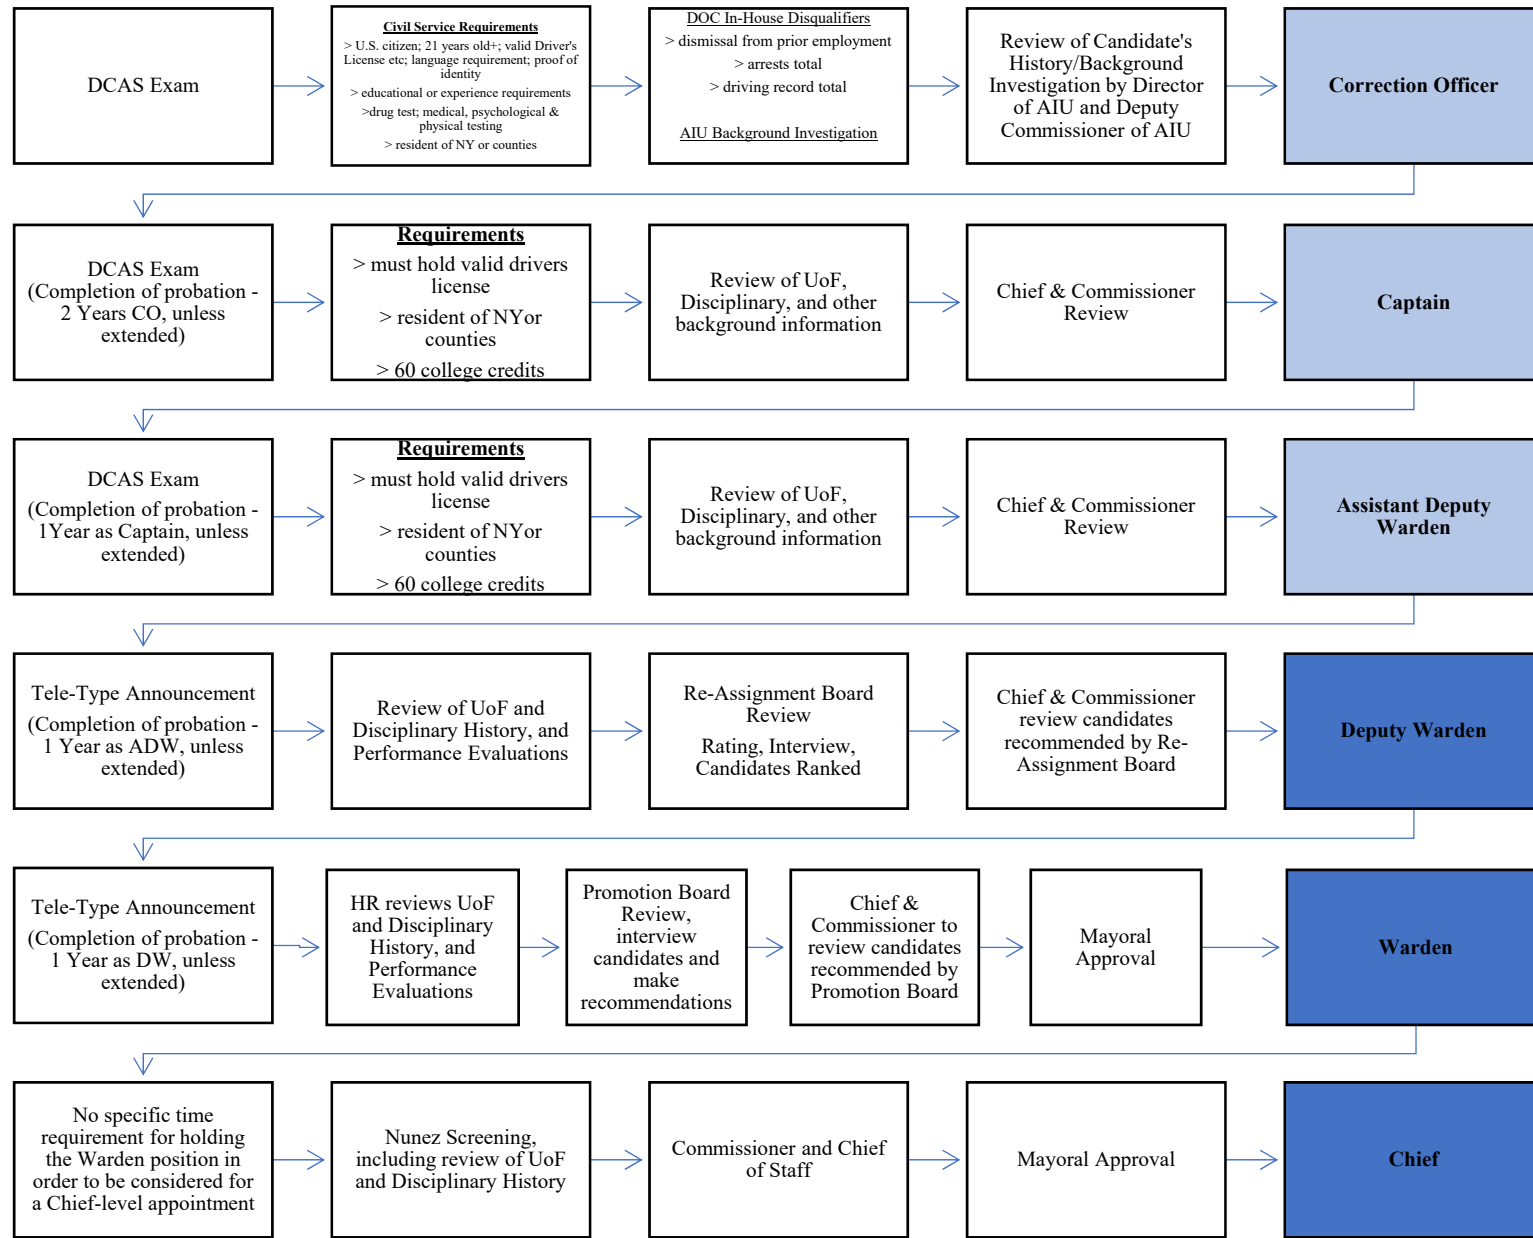 DCAS Exam
Civil Service Requirements
> U.S. citizen; 21 years old+; valid Driver's
License etc; language requirement; proof of
identity
> educational or experience requirements
>drug test; medical, psychological &
physical testing
> resident of NY or counties
DOC In-House Disqualifiers
> dismissal from prior employment
> arrests total
> driving record total
AIU Background Investigation
Review of Candidate's
History/Background
Investigation by Director
of AIU and Deputy
Commissioner of AIU
Correction Officer
DCAS Exam
(Completion of probation -
2 Years CO, unless
extended)
Requirements
> must hold valid drivers
license
> resident of NYor
counties
> 60 college credits
Review of UoF,
Disciplinary, and other
background information
Chief & Commissioner
Review
Captain
DCAS Exam
(Completion of probation -
1Year as Captain, unless
extended)
Requirements
> must hold valid drivers
license
> resident of NYor
counties
> 60 college credits
Review of UoF,
Disciplinary, and other
background information
Chief & Commissioner
Review
Assistant Deputy
Warden
Tele-Type Announcement
(Completion of probation -
1 Year as ADW, unless
extended)
Review of UoF and
Disciplinary History, and
Performance Evaluations
Re-Assignment Board
Review
Rating, Interview,
Candidates Ranked
Chief & Commissioner
review candidates
recommended by Re-
Assignment Board
Deputy Warden
Tele-Type Announcement
(Completion of probation -
1 Year as DW, unless
extended)
HR reviews UoF
and Disciplinary
History, and
Performance
Evaluations
Promotion Board
Review,
interview
candidates and
make
recommendations
Chief &
Commissioner to
review candidates
recommended by
Promotion Board
Mayoral
Approval
Warden
No specific time
requirement for holding
the Warden position in
order to be considered for
a Chief-level appointment
Nunez Screening,
including review of UoF
and Disciplinary History
Commissioner and Chief
of Staff
Mayoral Approval
Chief